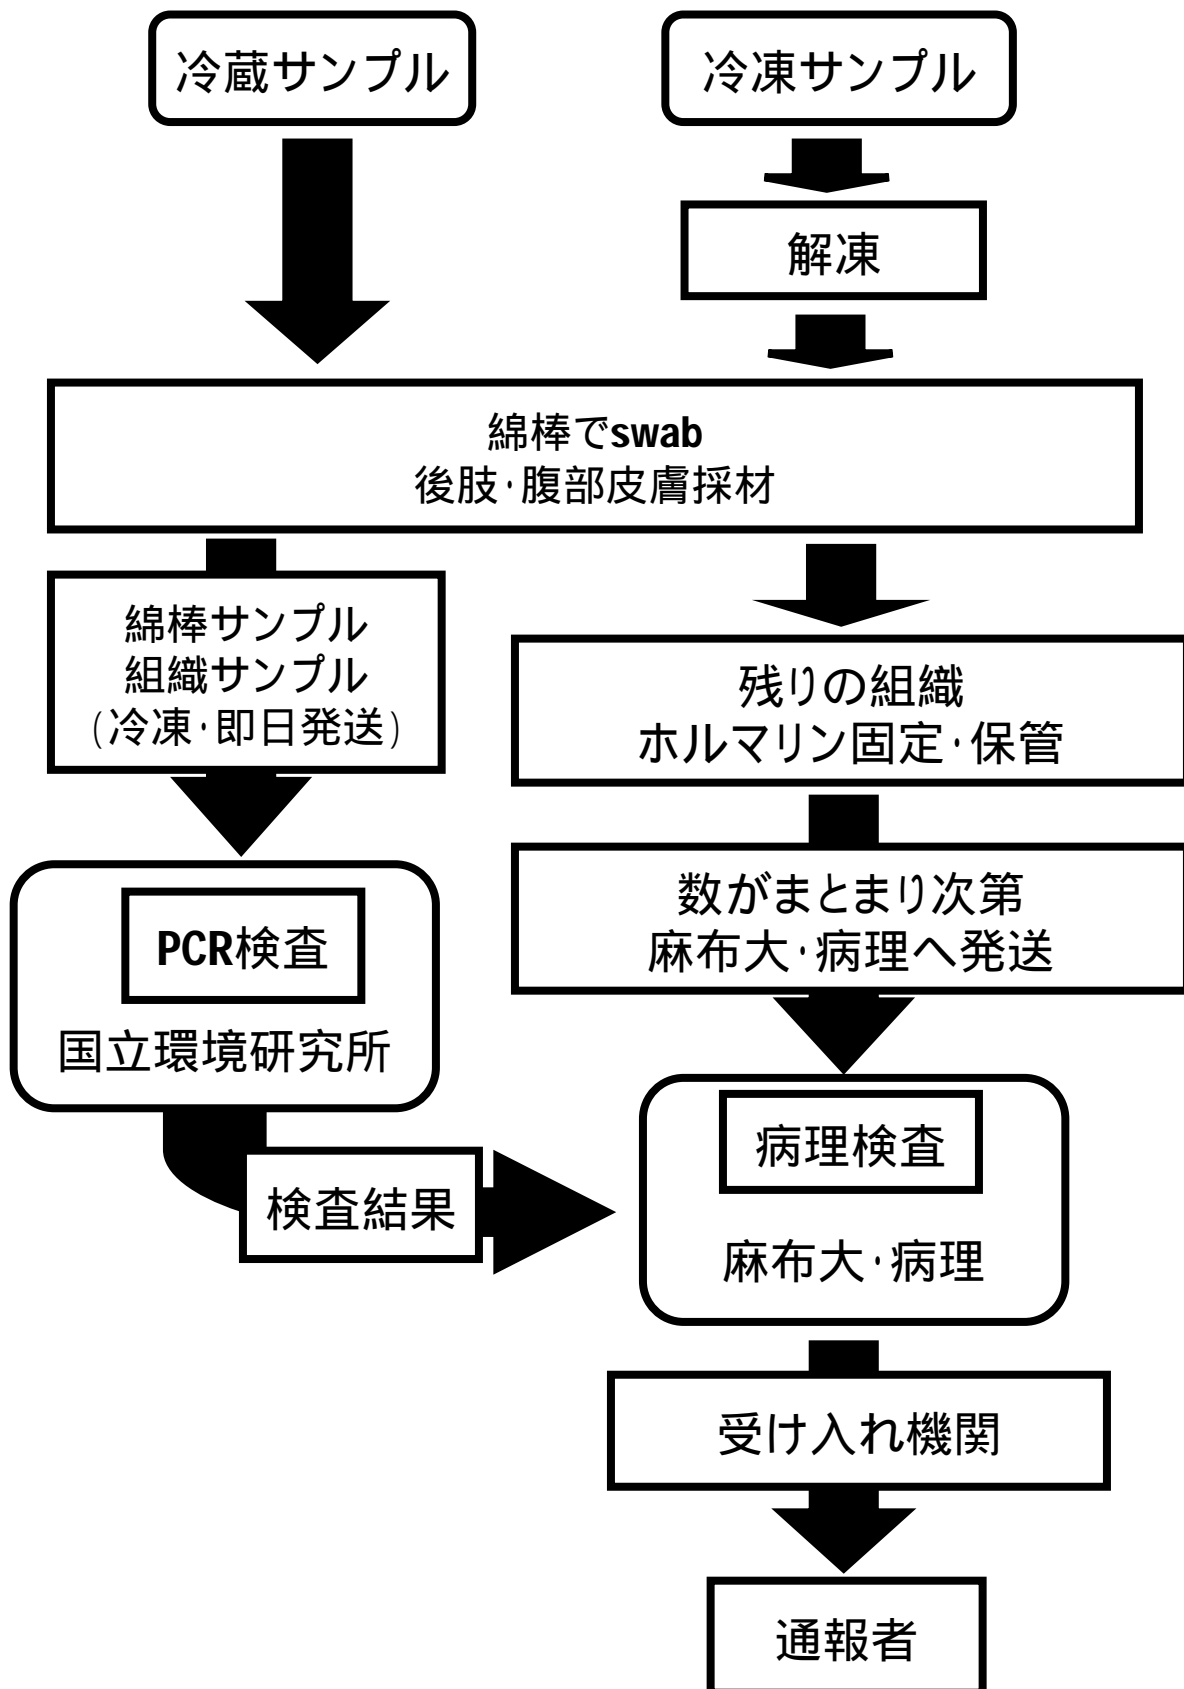 冷蔵サンプル
冷凍サンプル
解凍
綿棒でswab
後肢・腹部皮膚採材
綿棒サンプル
組織サンプル
(冷凍・即日発送)
残りの組織
ホルマリン固定・保管
数がまとまり次第
麻布大・病理へ発送
PCR検査
国立環境研究所
検査結果
病理検査
麻布大・病理
受け入れ機関
通報者